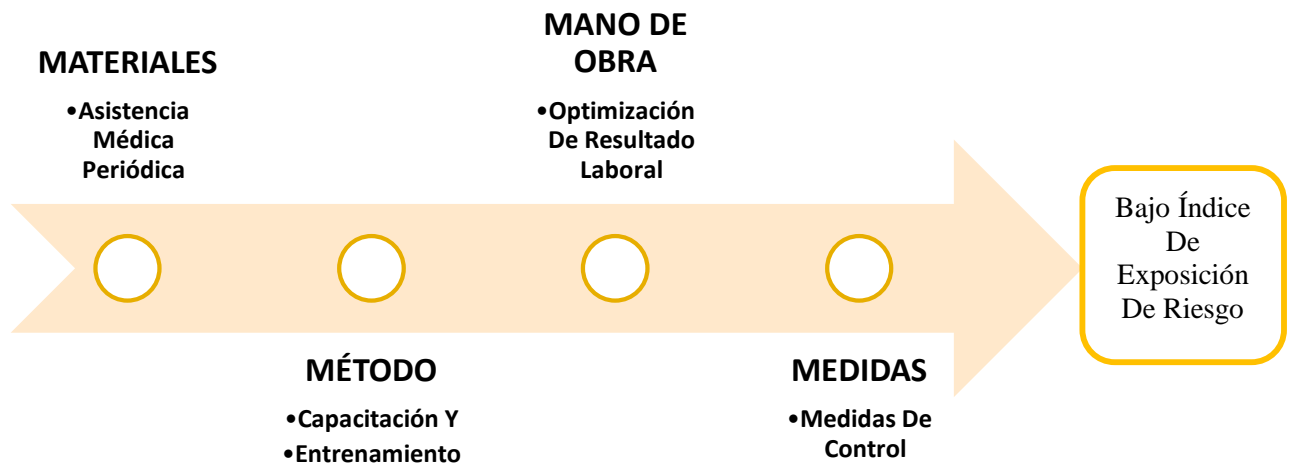 MATERIALES
•Asistencia
Médica
Periódica
MÉTODO
•Capacitación Y
•Entrenamiento
MANO DE
OBRA
•Optimización
De Resultado
Laboral
MEDIDAS
•Medidas De
Control
Bajo Índice
De
Exposición
De Riesgo